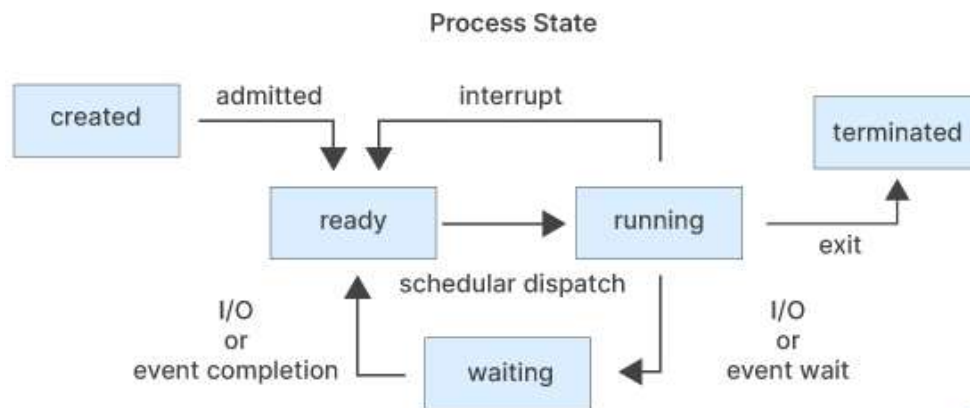 Process State
created
admitted
interrupt
terminated
ready
running
exit
schedular dispatch
I/O
or
event completion
waiting
I/O
or
event wait